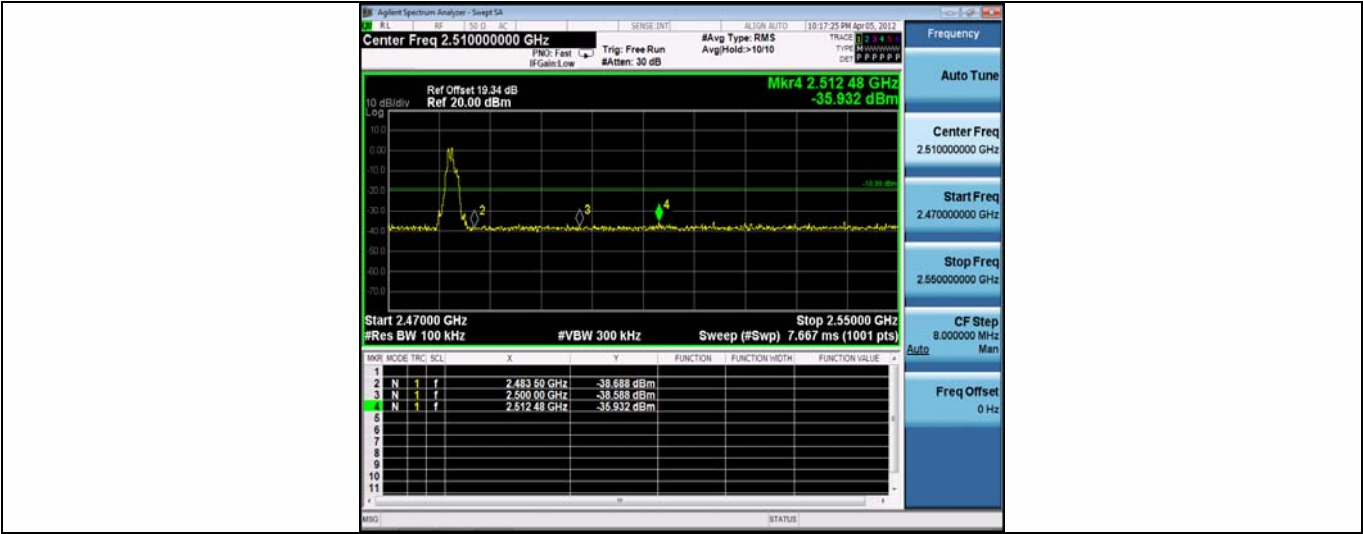 Agilent Spectrum Analyzer - Swept SA
RL RF 50 Ω AC SENSE:INT ALIGN AUTO 10:17:25 PM Apr 05, 2012
Center Freq 2.510000000 GHz
PNO: Fast
IFGain:Low
Trig: Free Run
#Atten: 30 dB
#Avg Type: RMS
Avg|Hold:>10/10
TRACE 1 2 3 4 5 6
TYPE
DET P P P P P P
Mkr4 2.512 48 GHz
-35.932 dBm
Ref Offset 19.34 dB
10 dB/div Ref 20.00 dBm
Log
10.0
0.00
-10.0
-20.0
-30.0
-40.0
-50.0
-60.0
-70.0
2
3
4
Start 2.47000 GHz Stop 2.55000 GHz
#Res BW 100 kHz #VBW 300 kHz Sweep (#Swp) 7.667 ms (1001 pts)
MKR MODE TRC SCL X Y FUNCTION FUNCTION WIDTH FUNCTION VALUE
1
2 N 1 f 2.483 50 GHz -38.688 dBm
3 N 1 f 2.500 00 GHz -38.588 dBm
4 N 1 f 2.512 48 GHz -35.932 dBm
5
6
7
8
9
10
11
MSG STATUS
Frequency
Auto Tune
Center Freq
2.510000000 GHz
Start Freq
2.470000000 GHz
Stop Freq
2.550000000 GHz
CF Step
8.000000 MHz
Auto Man
Freq Offset
0 Hz